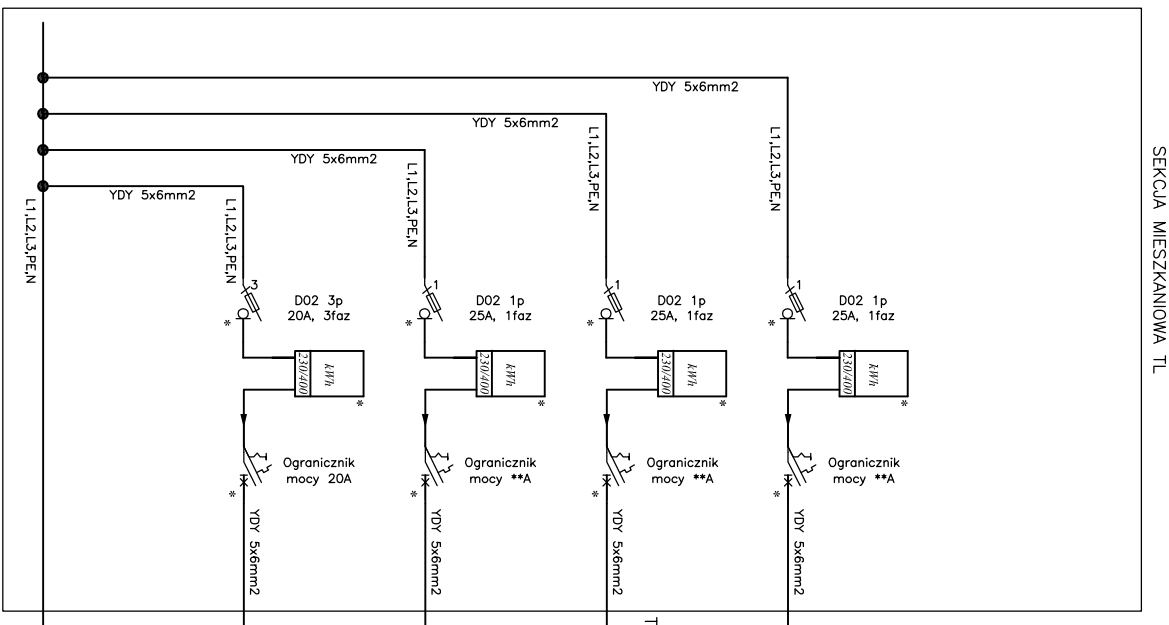 SEKCJA MIESZKANIOWA TL
YDY 5x6mm2
YDY 5x6mm2
YDY 5x6mm2
YDY 5x6mm2
L1,L2,L3,PE,N
L1,L2,L3,PE,N
L1,L2,L3,PE,N
L1,L2,L3,PE,N
L1,L2,L3,PE,N
3
D02 3p
20A, 3faz
*
1
D02 1p
25A, 1faz
*
1
D02 1p
25A, 1faz
*
1
D02 1p
25A, 1faz
*
230/400
kWh
*
230/400
kWh
*
230/400
kWh
*
230/400
kWh
*
Ogranicznik
mocy 20A
*
Ogranicznik
mocy **A
*
Ogranicznik
mocy **A
*
Ogranicznik
mocy **A
*
YDY 5x6mm2
YDY 5x6mm2
YDY 5x6mm2
YDY 5x6mm2